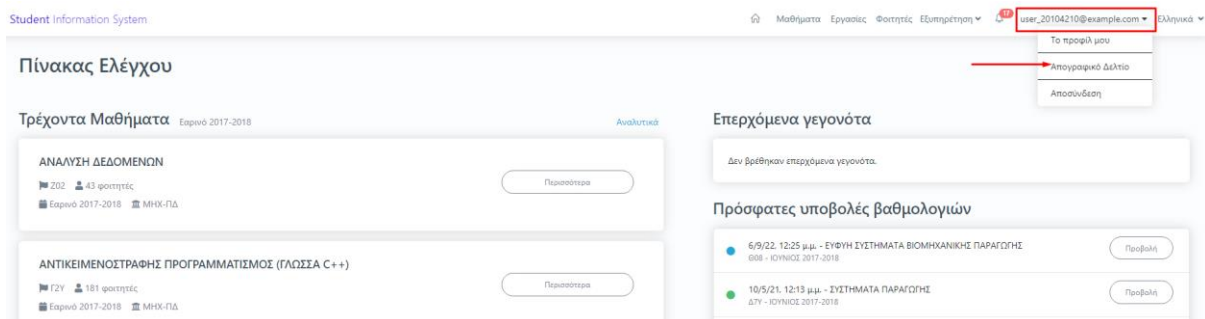 Student Information System
Μαθήματα Εργασίες Φοιτητές Εξυπηρέτηση 17 user_20104210@example.com Ελληνικά
Το προφίλ μου
Απογραφικό Δελτίο
Αποσύνδεση
Πίνακας Ελέγχου
Τρέχοντα Μαθήματα Εαρινό 2017-2018 Αναλυτικά
ΑΝΑΛΥΣΗ ΔΕΔΟΜΕΝΩΝ
Ζ02 43 φοιτητές
Περισσότερα
Εαρινό 2017-2018 ΜΗΧ-ΠΔ
ΑΝΤΙΚΕΙΜΕΝΟΣΤΡΑΦΗΣ ΠΡΟΓΡΑΜΜΑΤΙΣΜΟΣ (ΓΛΩΣΣΑ C++)
Γ2Υ 181 φοιτητές
Περισσότερα
Εαρινό 2017-2018 ΜΗΧ-ΠΔ
Επερχόμενα γεγονότα
Δεν βρέθηκαν επερχόμενα γεγονότα.
Πρόσφατες υποβολές βαθμολογιών
6/9/22, 12:25 μ.μ. - ΕΥΦΥΗ ΣΥΣΤΗΜΑΤΑ ΒΙΟΜΗΧΑΝΙΚΗΣ ΠΑΡΑΓΩΓΗΣ
Θ08 - ΙΟΥΝΙΟΣ 2017-2018
Προβολή
10/5/21, 12:13 μ.μ. - ΣΥΣΤΗΜΑΤΑ ΠΑΡΑΓΩΓΗΣ
Δ7Υ - ΙΟΥΝΙΟΣ 2017-2018
Προβολή